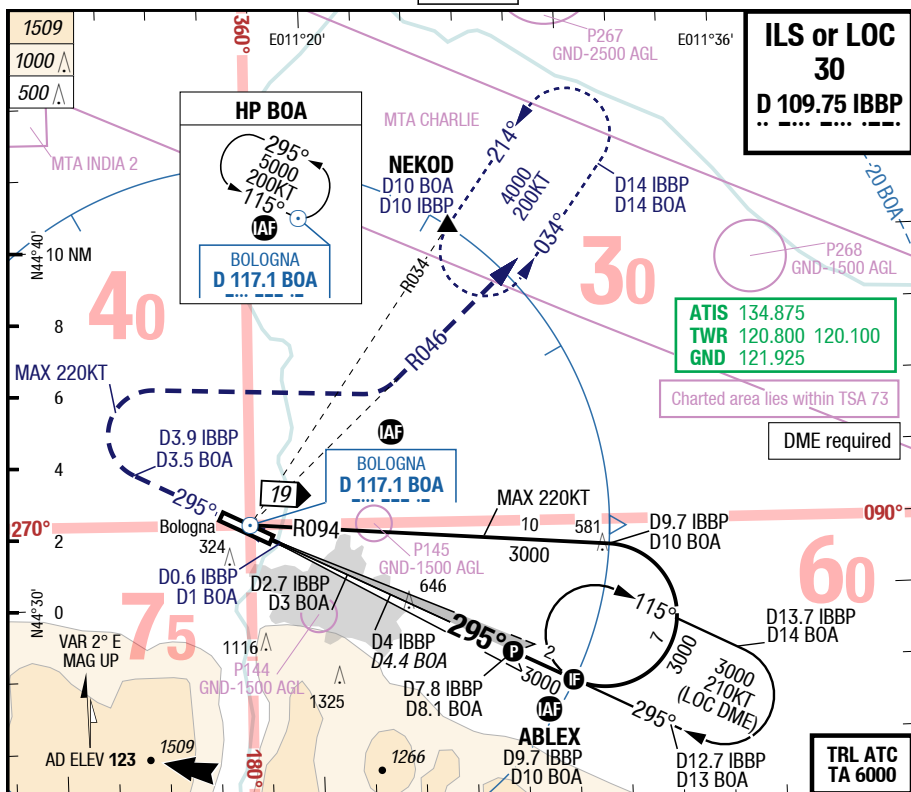 1509
1000
500
360°
E011°20'
P267
GND-2500 AGL
E011°36'
ILS or LOC
30
D 109.75 IBBP
MTA INDIA 2
HP BOA
295°
5000
200KT
115°
IAF
BOLOGNA
D 117.1 BOA
MTA CHARLIE
NEKOD
D10 BOA
D10 IBBP
214°
4000
200KT
034°
D14 IBBP
D14 BOA
20 BOA
P268
GND-1500 AGL
N44°40'
10 NM
8
6
4
2
0
N44°30'
40
30
R034
R046
ATIS 134.875
TWR 120.800 120.100
GND 121.925
Charted area lies within TSA 73
DME required
MAX 220KT
D3.9 IBBP
D3.5 BOA
295°
IAF
BOLOGNA
D 117.1 BOA
19
MAX 220KT
270°
Bologna
R094
10
3000
581
D9.7 IBBP
D10 BOA
090°
324
P145
GND-1500 AGL
60
D0.6 IBBP
D1 BOA
D2.7 IBBP
D3 BOA
646
75
D4 IBBP
D4.4 BOA
295°
2
>3000
P
IF
115°
7
3000
D13.7 IBBP
D14 BOA
VAR 2° E
MAG UP
1116
P144
GND-1500 AGL
1325
D7.8 IBBP
D8.1 BOA
IAF
ABLEX
D9.7 IBBP
D10 BOA
3000
210KT
(LOC DME)
295°
D12.7 IBBP
D13 BOA
AD ELEV 123
1509
180°
1266
TRL ATC
TA 6000